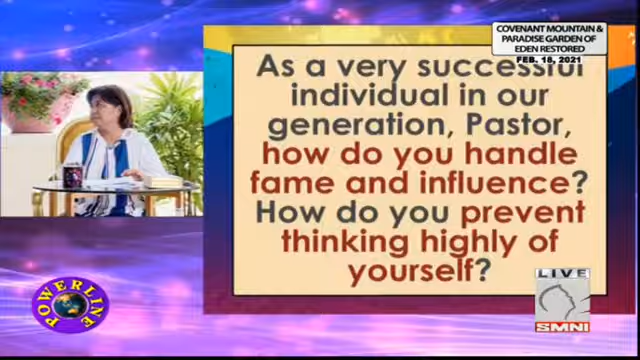 COVENANT MOUNTAIN &
PARADISE GARDEN OF
EDEN RESTORED
FEB. 18, 2021
As a very successful
individual in our
generation, Pastor,
how do you handle
fame and influence?
How do you prevent
thinking highly of
yourself?
POWERLINE
LIVE
SMNI